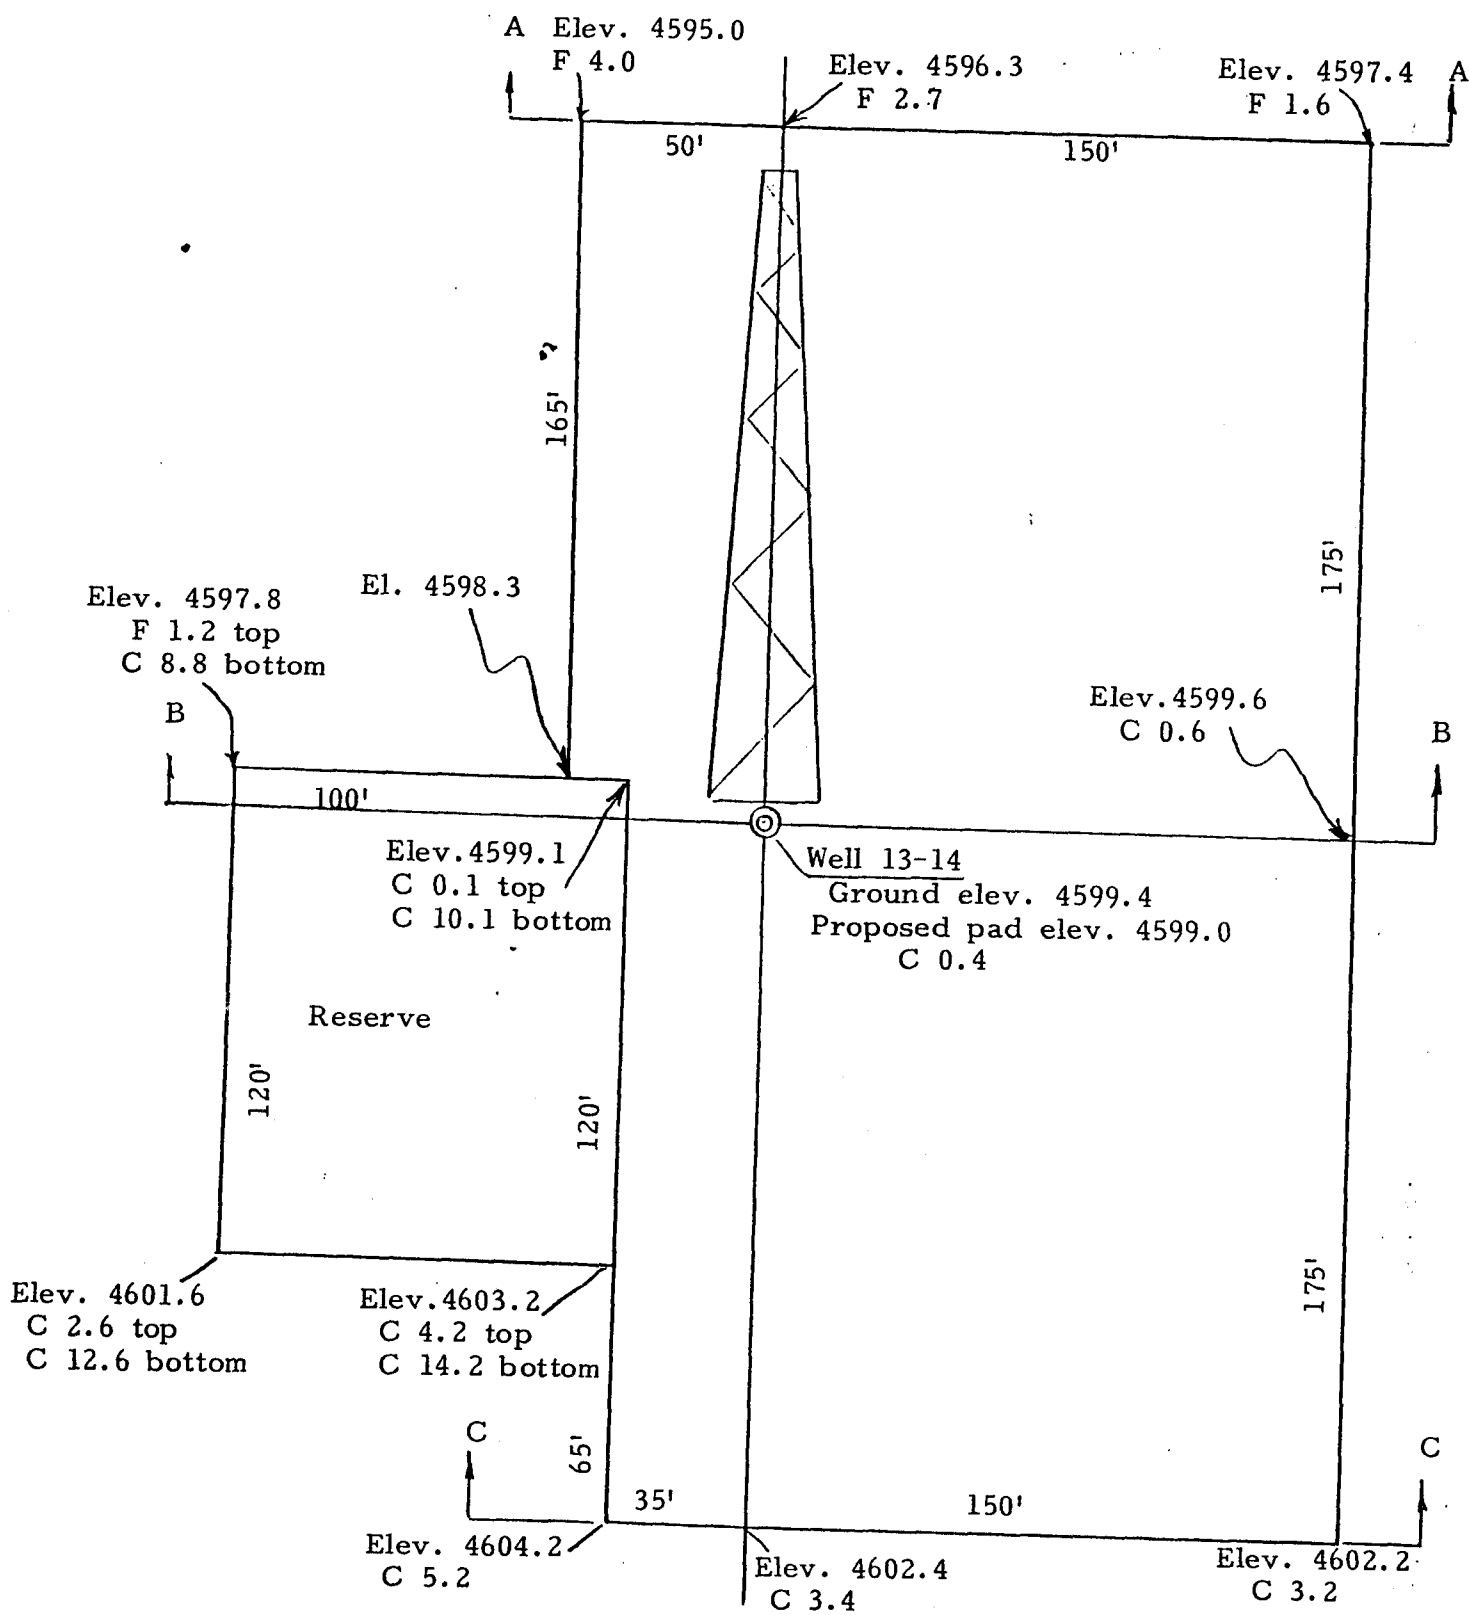 A Elev. 4595.0
F 4.0
Elev. 4596.3
F 2.7
Elev. 4597.4
F 1.6
A
50'
150'
165'
175'
El. 4598.3
Elev. 4597.8
F 1.2 top
C 8.8 bottom
B
Elev.4599.6
C 0.6
B
100'
Elev.4599.1
C 0.1 top
C 10.1 bottom
Well 13-14
Ground elev. 4599.4
Proposed pad elev. 4599.0
C 0.4
Reserve
120'
120'
175'
Elev. 4601.6
C 2.6 top
C 12.6 bottom
Elev.4603.2
C 4.2 top
C 14.2 bottom
C
65'
C
35'
150'
Elev. 4604.2
C 5.2
Elev. 4602.4
C 3.4
Elev. 4602.2
C 3.2